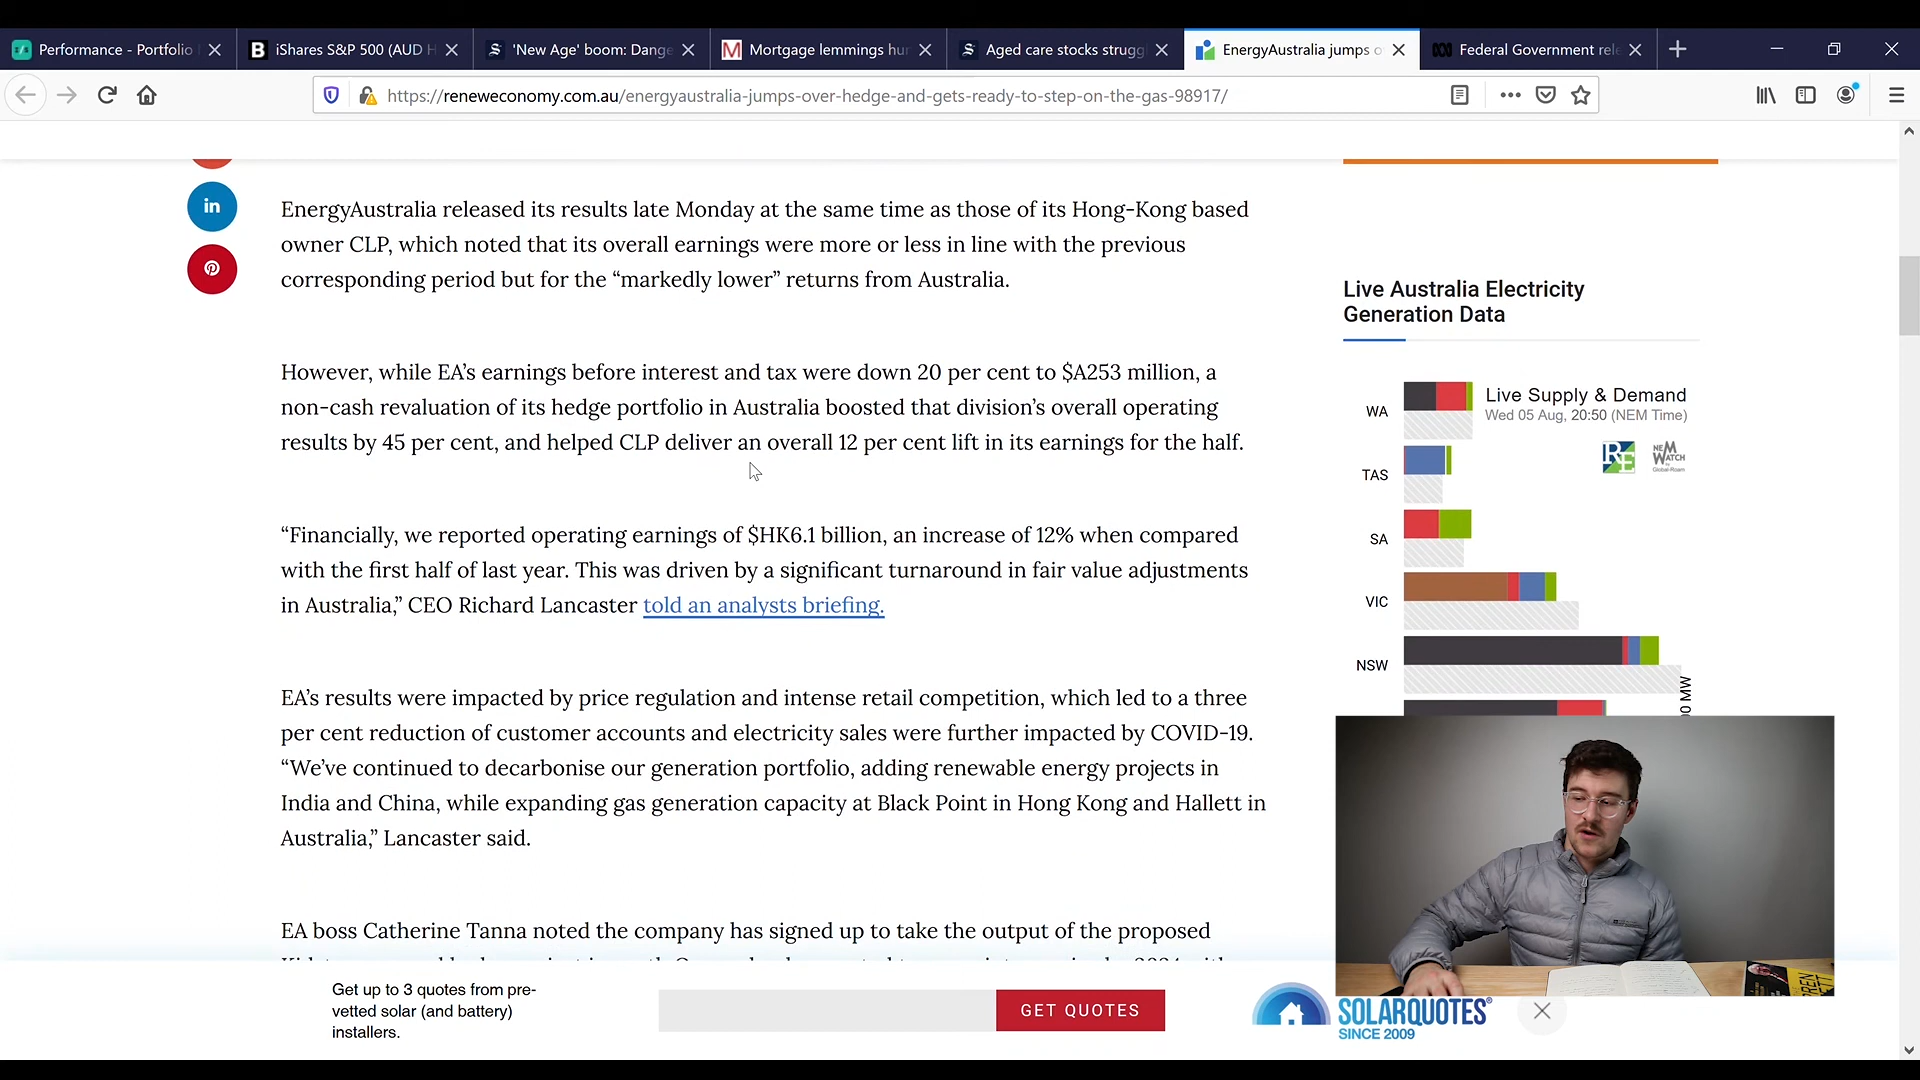 Performance - Portfolio
iShares S&P 500 (AUD H
'New Age' boom: Dange
Mortgage lemmings hur
Aged care stocks strugg
EnergyAustralia jumps o
Federal Government rele
https://reneweconomy.com.au/energyaustralia-jumps-over-hedge-and-gets-ready-to-step-on-the-gas-98917/
EnergyAustralia released its results late Monday at the same time as those of its Hong-Kong based
owner CLP, which noted that its overall earnings were more or less in line with the previous
corresponding period but for the “markedly lower” returns from Australia.
However, while EA’s earnings before interest and tax were down 20 per cent to $A253 million, a
non-cash revaluation of its hedge portfolio in Australia boosted that division’s overall operating
results by 45 per cent, and helped CLP deliver an overall 12 per cent lift in its earnings for the half.
“Financially, we reported operating earnings of $HK6.1 billion, an increase of 12% when compared
with the first half of last year. This was driven by a significant turnaround in fair value adjustments
in Australia,” CEO Richard Lancaster told an analysts briefing.
EA’s results were impacted by price regulation and intense retail competition, which led to a three
per cent reduction of customer accounts and electricity sales were further impacted by COVID-19.
“We’ve continued to decarbonise our generation portfolio, adding renewable energy projects in
India and China, while expanding gas generation capacity at Black Point in Hong Kong and Hallett in
Australia,” Lancaster said.
EA boss Catherine Tanna noted the company has signed up to take the output of the proposed
Live Australia Electricity
Generation Data
Live Supply & Demand
Wed 05 Aug, 20:50 (NEM Time)
RE
NEM
WATCH
WA
TAS
SA
VIC
NSW
MW
Get up to 3 quotes from pre-
vetted solar (and battery)
installers.
GET QUOTES
SOLARQUOTES
SINCE 2009